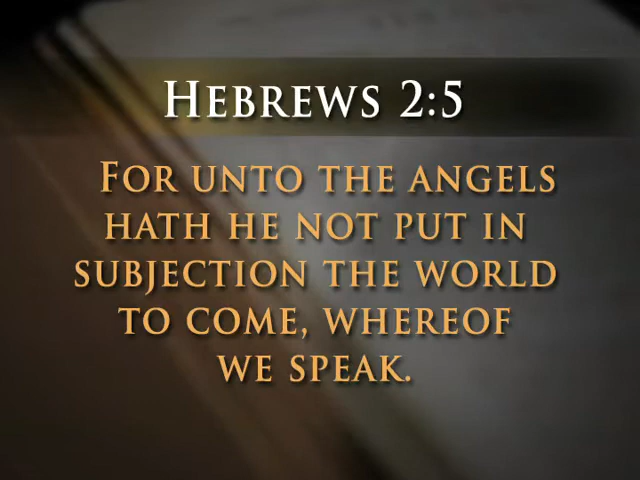 Hebrews 2:5
For unto the angels
hath he not put in
subjection the world
to come, whereof
we speak.